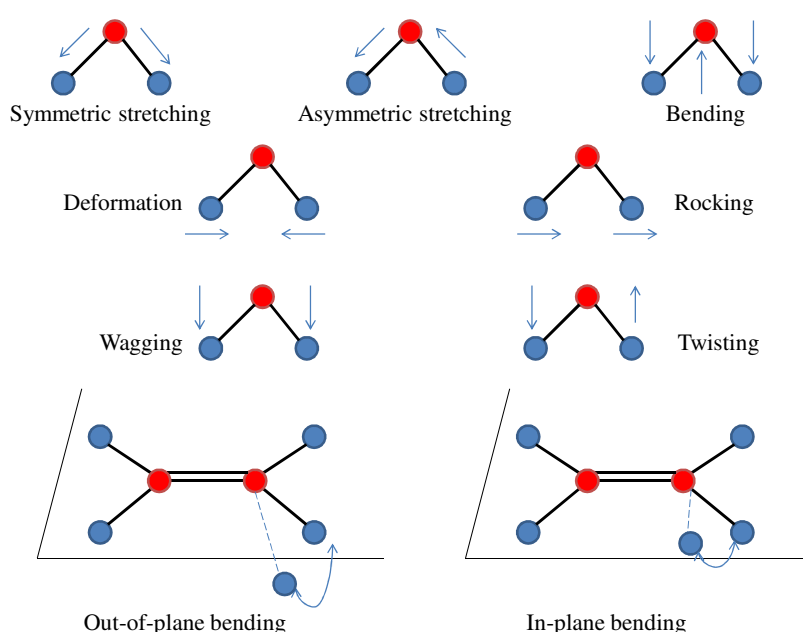 Symmetric stretching
Asymmetric stretching
Bending
Deformation
Rocking
Wagging
Twisting
Out-of-plane bending
In-plane bending